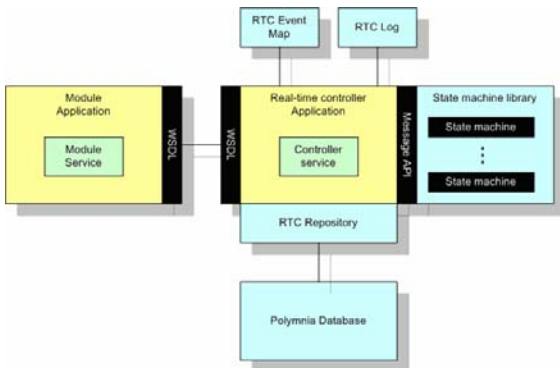 RTC Event
Map
RTC Log
Module
Application
Module
Service
WSDL
WSDL
Real-time controller
Application
Controller
service
Message API
State machine library
State machine
State machine
RTC Repository
Polymnia Database